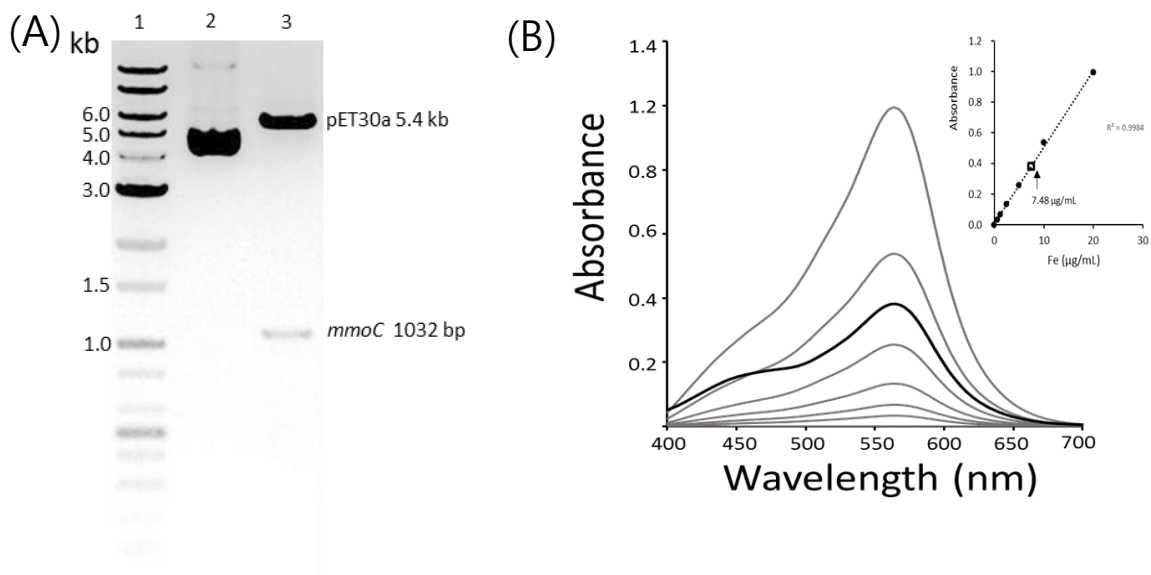 (A)
kb
1 2 3
6.0
5.0
4.0
3.0
1.5
1.0
pET30a 5.4 kb
mmoC 1032 bp
(B)
Absorbance
1.4
1.2
0.8
0.6
0.4
0.2
400 450 500 550 600 650 700
Wavelength (nm)
Absorbance
1.2
1.0
0.8
0.6
0.4
0.2
0.0
0 10 20 30
Fe (µg/mL)
R² = 0.9984
7.48 µg/mL